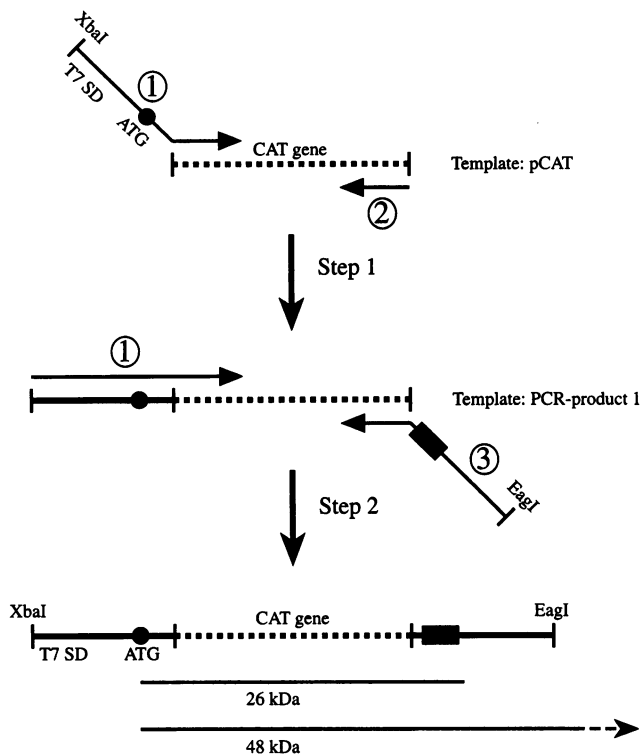 XbaI
T7 SD
①
ATG
CAT gene
Template: pCAT
②
Step 1
①
Template: PCR-product 1
③
EagI
Step 2
XbaI
CAT gene
EagI
T7 SD
ATG
26 kDa
48 kDa